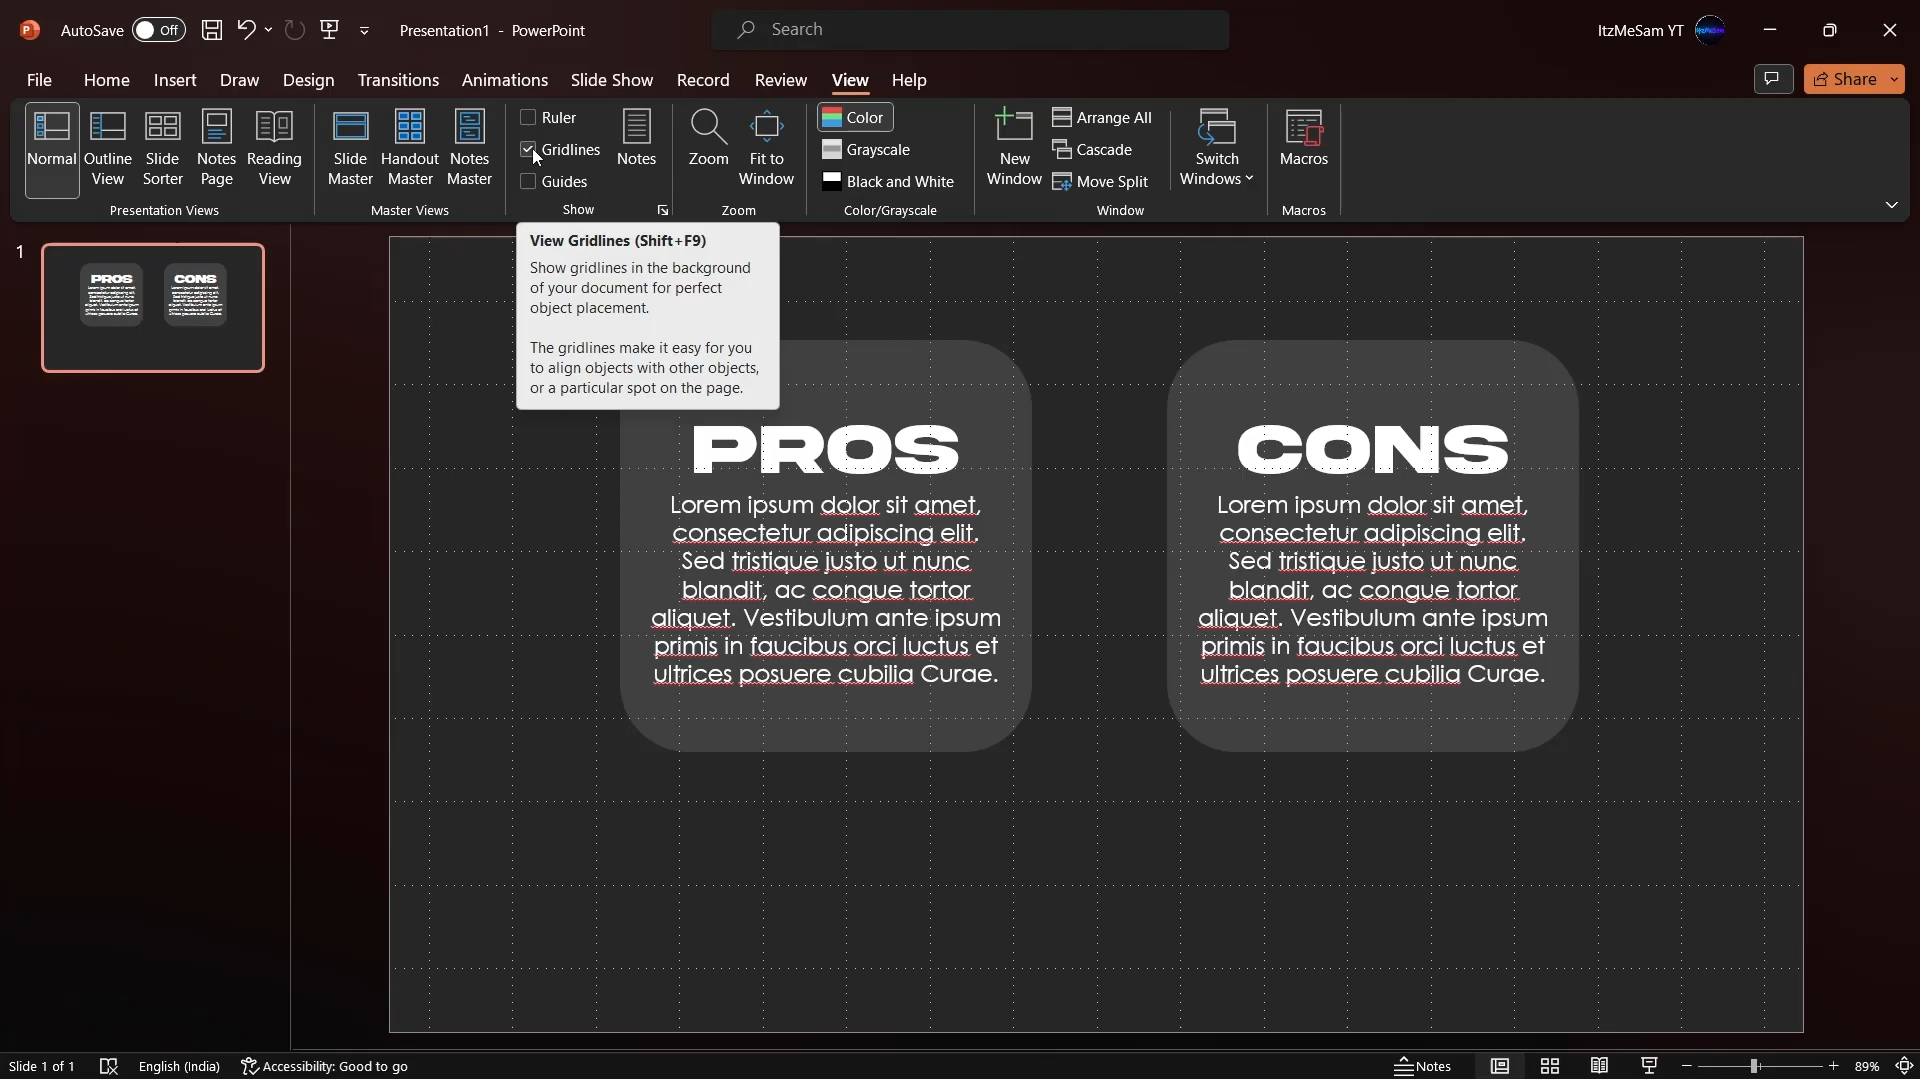 AutoSave Off Presentation1 - PowerPoint Search ItzMeSam YT
File Home Insert Draw Design Transitions Animations Slide Show Record Review View Help Share
Normal
Outline View
Slide Sorter
Notes Page
Reading View
Presentation Views
Slide Master
Handout Master
Notes Master
Master Views
Ruler
Gridlines
Guides
Notes
Show
Zoom
Fit to Window
Zoom
Color
Grayscale
Black and White
Color/Grayscale
New Window
Arrange All
Cascade
Move Split
Switch Windows
Window
Macros
Macros
View Gridlines (Shift+F9)
Show gridlines in the background
of your document for perfect
object placement.
The gridlines make it easy for you
to align objects with other objects,
or a particular spot on the page.
1
PROS CONS
PROS
Lorem ipsum dolor sit amet,
consectetur adipiscing elit.
Sed tristique justo ut nunc
blandit, ac congue tortor
aliquet. Vestibulum ante ipsum
primis in faucibus orci luctus et
ultrices posuere cubilia Curae.
CONS
Lorem ipsum dolor sit amet,
consectetur adipiscing elit.
Sed tristique justo ut nunc
blandit, ac congue tortor
aliquet. Vestibulum ante ipsum
primis in faucibus orci luctus et
ultrices posuere cubilia Curae.
Slide 1 of 1 English (India) Accessibility: Good to go Notes 89%